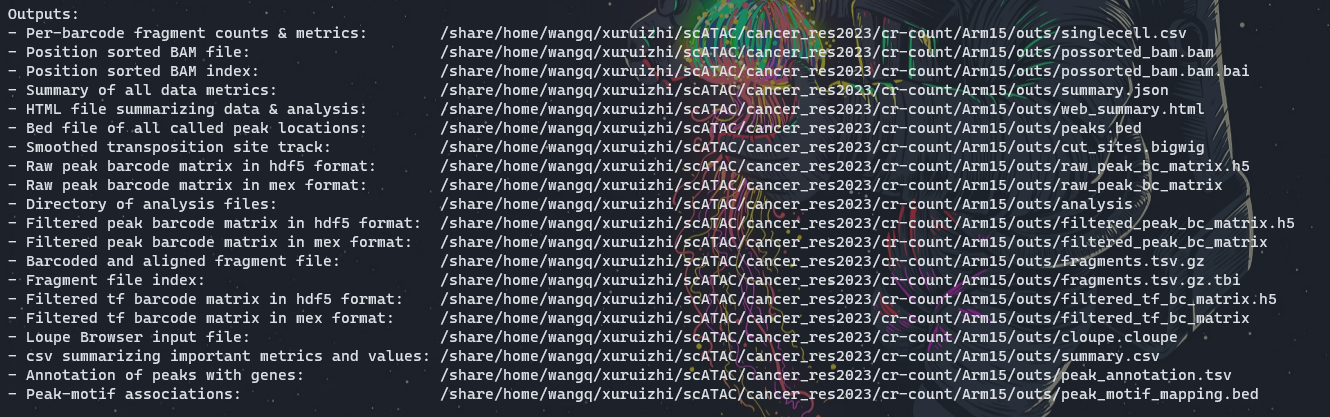 Outputs:
- Per-barcode fragment counts & metrics: /share/home/wangq/xuruizhi/scATAC/cancer_res2023/cr-count/Arm15/outs/singlecell.csv
- Position sorted BAM file: /share/home/wangq/xuruizhi/scATAC/cancer_res2023/cr-count/Arm15/outs/possorted_bam.bam
- Position sorted BAM index: /share/home/wangq/xuruizhi/scATAC/cancer_res2023/cr-count/Arm15/outs/possorted_bam.bam.bai
- Summary of all data metrics: /share/home/wangq/xuruizhi/scATAC/cancer_res2023/cr-count/Arm15/outs/summary.json
- HTML file summarizing data & analysis: /share/home/wangq/xuruizhi/scATAC/cancer_res2023/cr-count/Arm15/outs/web_summary.html
- Bed file of all called peak locations: /share/home/wangq/xuruizhi/scATAC/cancer_res2023/cr-count/Arm15/outs/peaks.bed
- Smoothed transposition site track: /share/home/wangq/xuruizhi/scATAC/cancer_res2023/cr-count/Arm15/outs/cut_sites.bigwig
- Raw peak barcode matrix in hdf5 format: /share/home/wangq/xuruizhi/scATAC/cancer_res2023/cr-count/Arm15/outs/raw_peak_bc_matrix.h5
- Raw peak barcode matrix in mex format: /share/home/wangq/xuruizhi/scATAC/cancer_res2023/cr-count/Arm15/outs/raw_peak_bc_matrix
- Directory of analysis files: /share/home/wangq/xuruizhi/scATAC/cancer_res2023/cr-count/Arm15/outs/analysis
- Filtered peak barcode matrix in hdf5 format: /share/home/wangq/xuruizhi/scATAC/cancer_res2023/cr-count/Arm15/outs/filtered_peak_bc_matrix.h5
- Filtered peak barcode matrix in mex format: /share/home/wangq/xuruizhi/scATAC/cancer_res2023/cr-count/Arm15/outs/filtered_peak_bc_matrix
- Barcoded and aligned fragment file: /share/home/wangq/xuruizhi/scATAC/cancer_res2023/cr-count/Arm15/outs/fragments.tsv.gz
- Fragment file index: /share/home/wangq/xuruizhi/scATAC/cancer_res2023/cr-count/Arm15/outs/fragments.tsv.gz.tbi
- Filtered tf barcode matrix in hdf5 format: /share/home/wangq/xuruizhi/scATAC/cancer_res2023/cr-count/Arm15/outs/filtered_tf_bc_matrix.h5
- Filtered tf barcode matrix in mex format: /share/home/wangq/xuruizhi/scATAC/cancer_res2023/cr-count/Arm15/outs/filtered_tf_bc_matrix
- Loupe Browser input file: /share/home/wangq/xuruizhi/scATAC/cancer_res2023/cr-count/Arm15/outs/cloupe.cloupe
- csv summarizing important metrics and values: /share/home/wangq/xuruizhi/scATAC/cancer_res2023/cr-count/Arm15/outs/summary.csv
- Annotation of peaks with genes: /share/home/wangq/xuruizhi/scATAC/cancer_res2023/cr-count/Arm15/outs/peak_annotation.tsv
- Peak-motif associations: /share/home/wangq/xuruizhi/scATAC/cancer_res2023/cr-count/Arm15/outs/peak_motif_mapping.bed